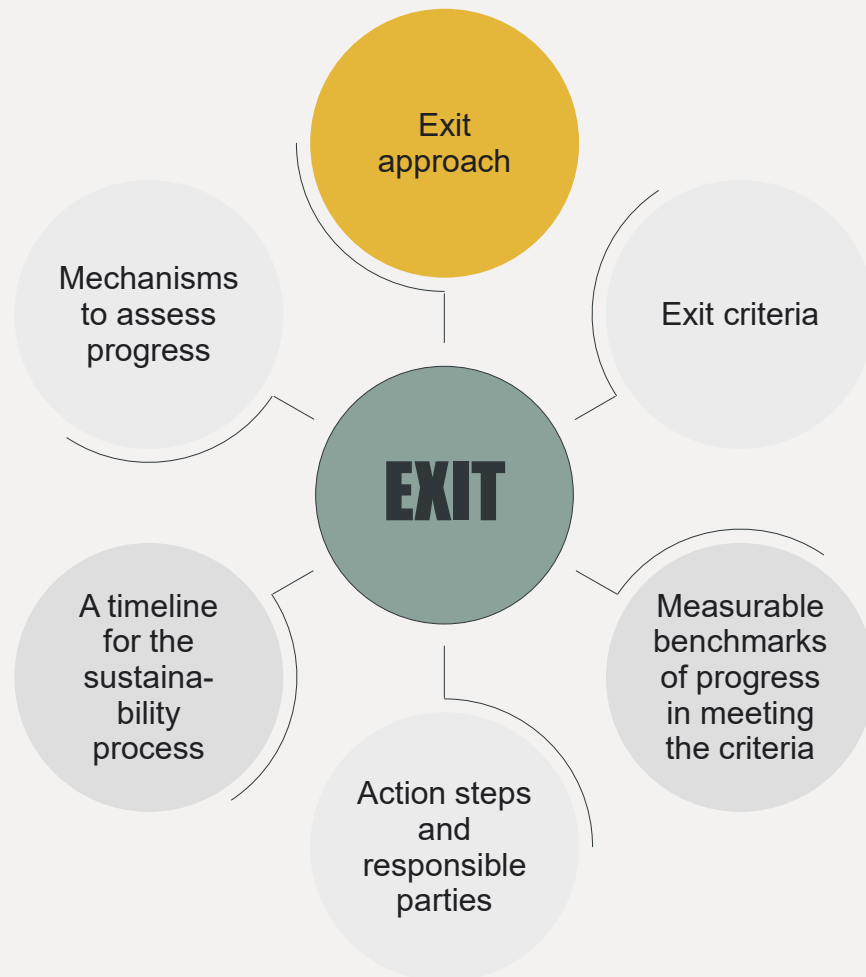 Exit
approach
Exit criteria
Measurable
benchmarks
of progress
in meeting
the criteria
Action steps
and
responsible
parties
A timeline
for the
sustaina-
bility
process
Mechanisms
to assess
progress
EXIT